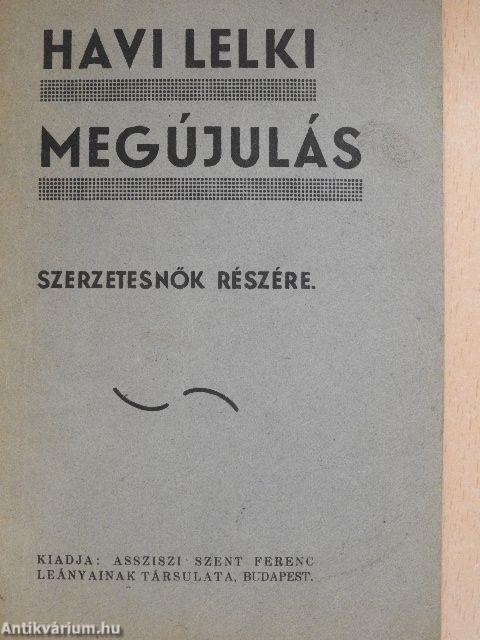 HAVI LELKI
MEGÚJULÁS
SZERZETESNŐK RÉSZÉRE.
KIADJA: ASSZISZI SZENT FERENC
LEÁNYAINAK TÁRSULATA, BUDAPEST.
Antikvárium.hu